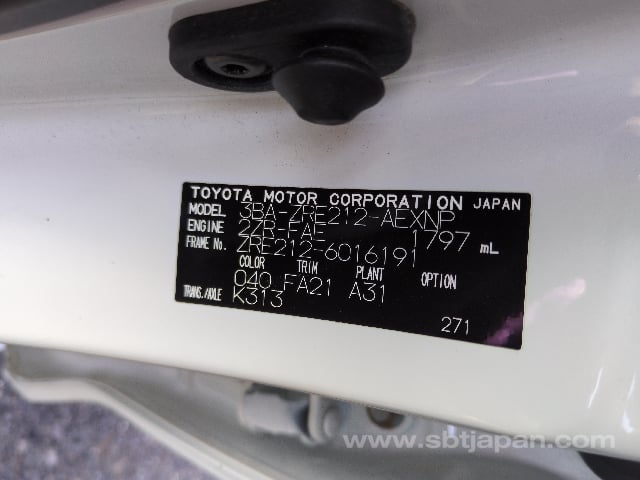 TOYOTA MOTOR CORPORATION JAPAN
MODEL 3BA-ZRE212-AEXNP
ENGINE 2ZR-FAE 1797 mL
FRAME No. ZRE212-6016191
COLOR TRIM PLANT OPTION
040 FA21 A31
TRANS./AXLE K313
271
www.sbtjapan.com